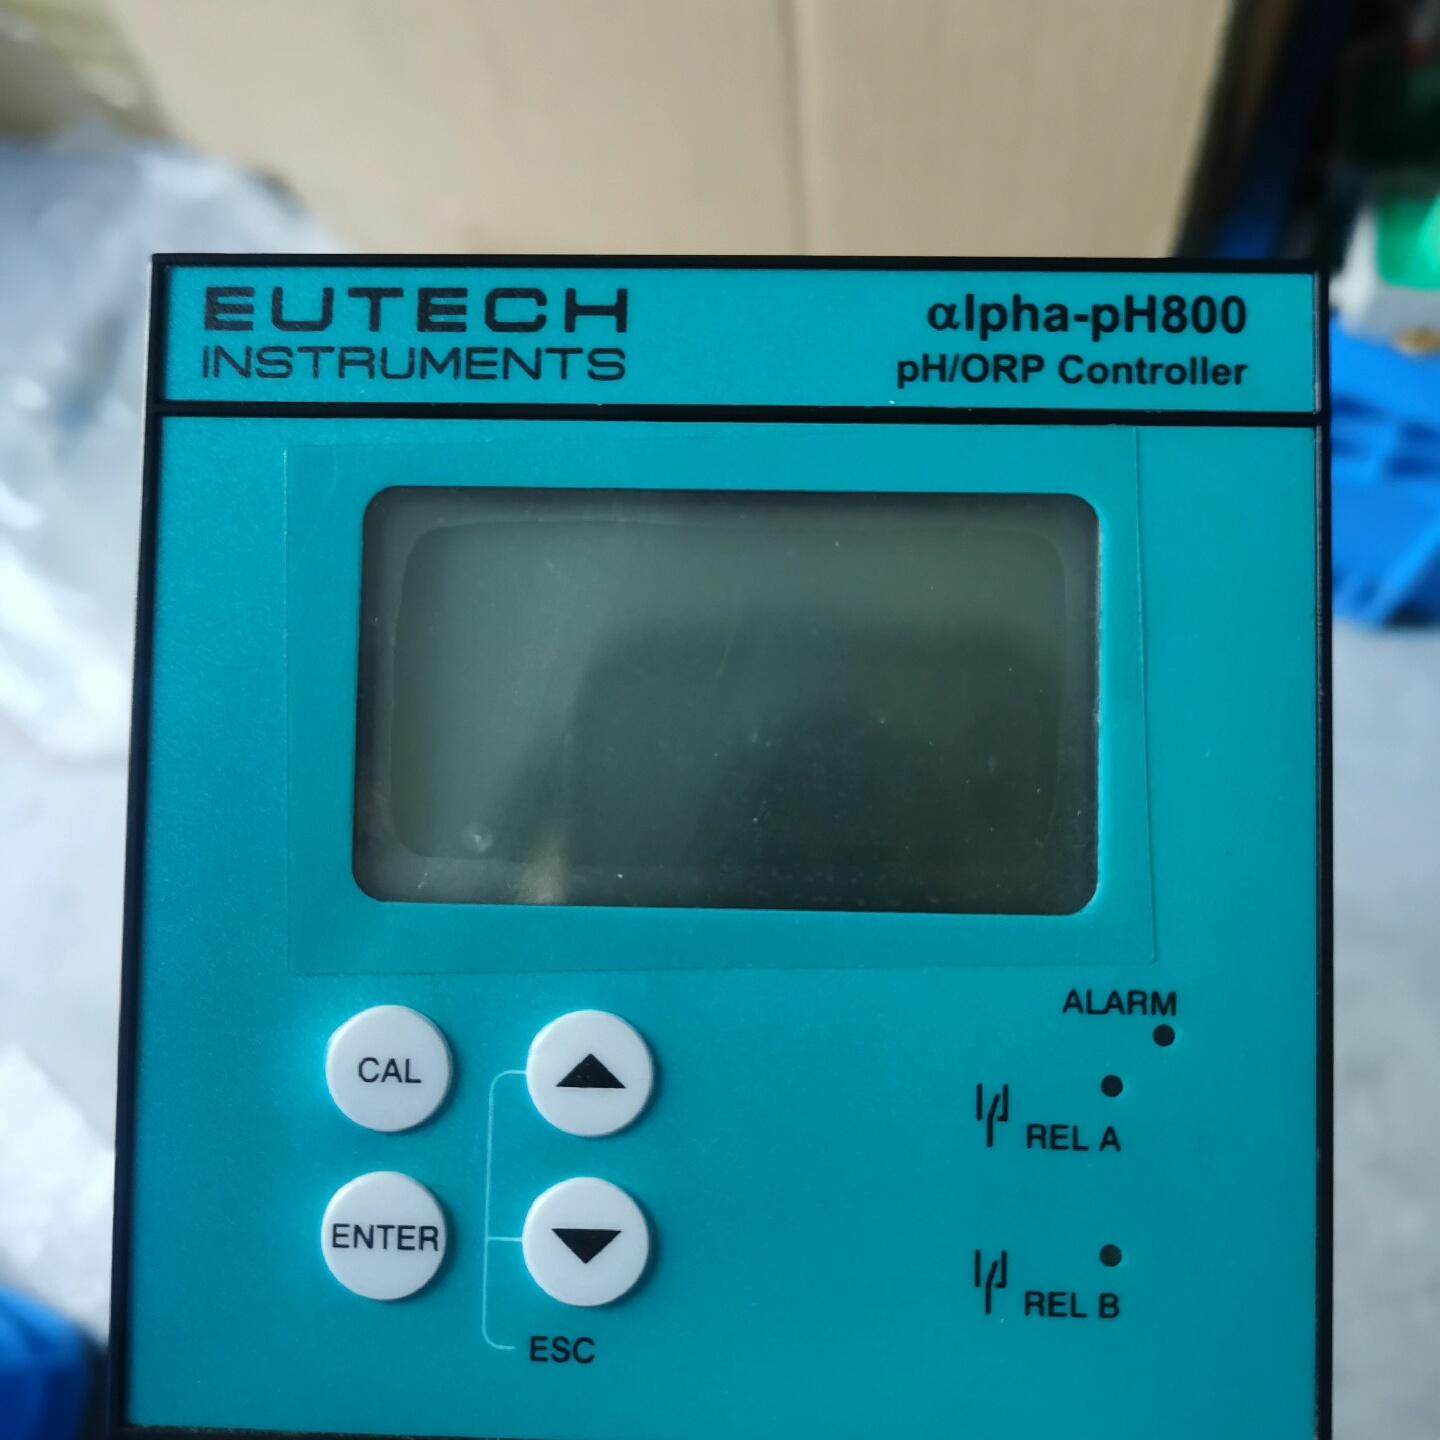 EUTECH
INSTRUMENTS
αlpha-pH800
pH/ORP Controller
CAL
ENTER
ESC
ALARM
REL A
REL B